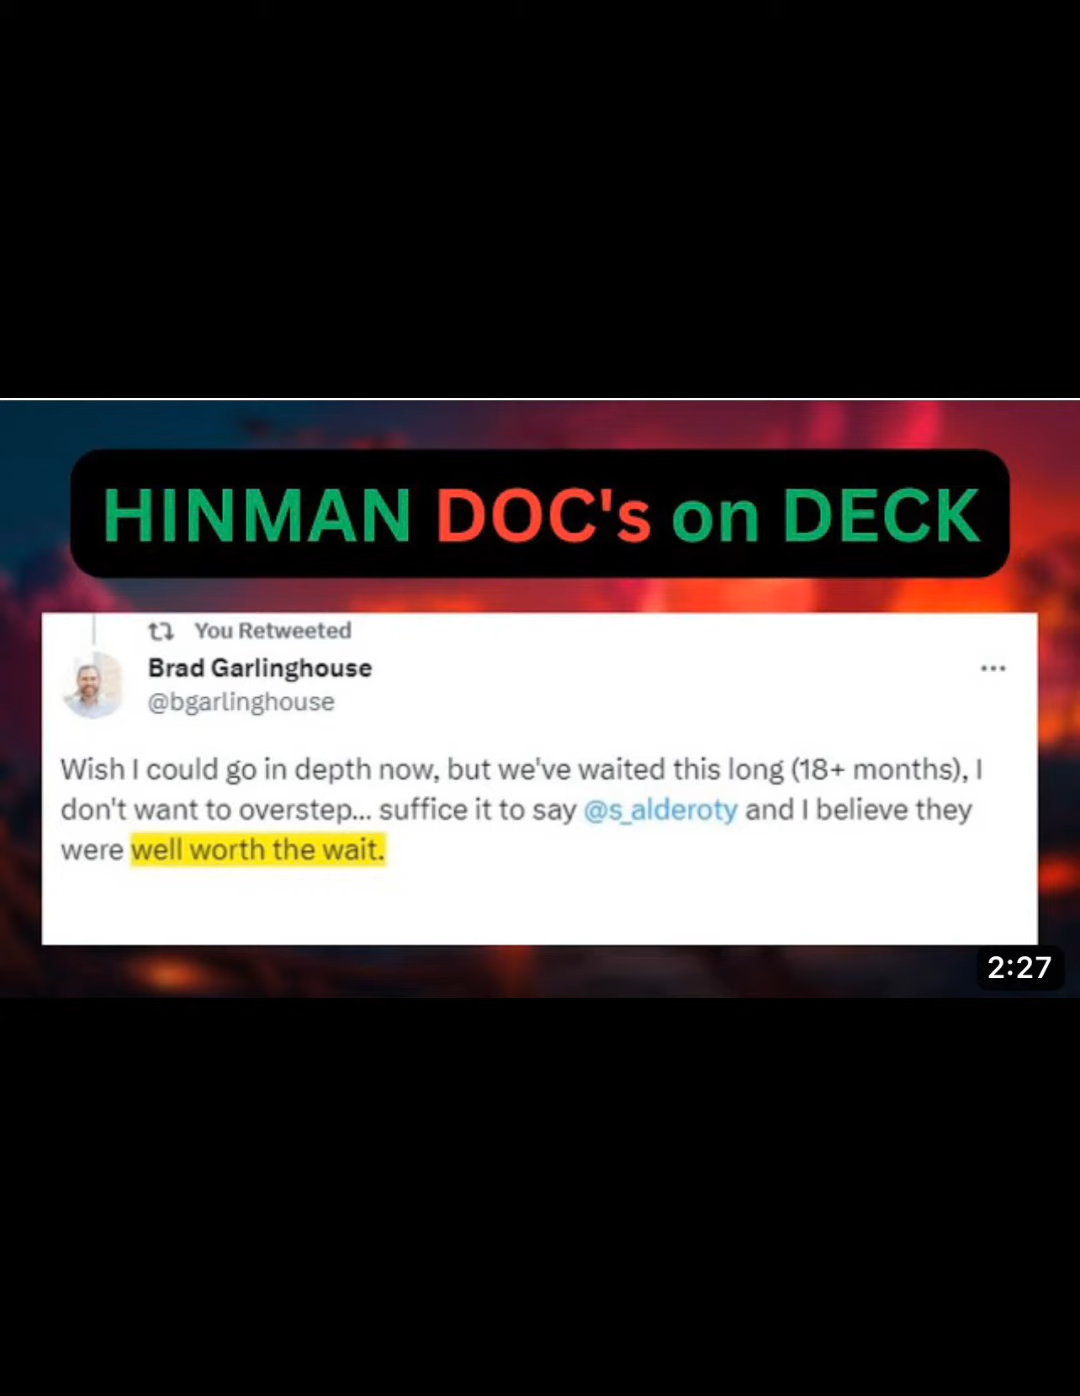 HINMAN DOC's on DECK
You Retweeted
Brad Garlinghouse
@bgarlinghouse
Wish I could go in depth now, but we've waited this long (18+ months), I
don't want to overstep... suffice it to say @s_alderoty and I believe they
were well worth the wait.
2:27